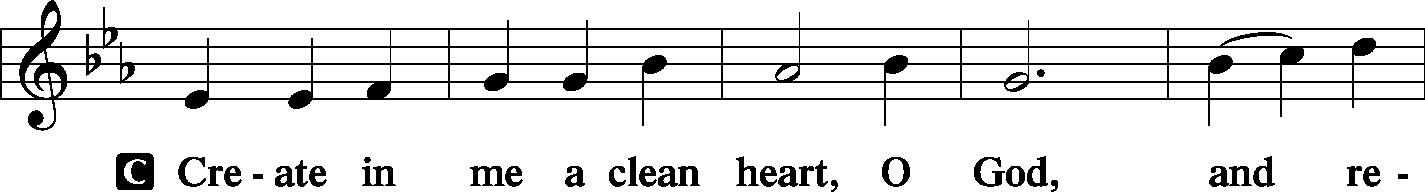 C Cre - ate in me a clean heart, O God, and re -